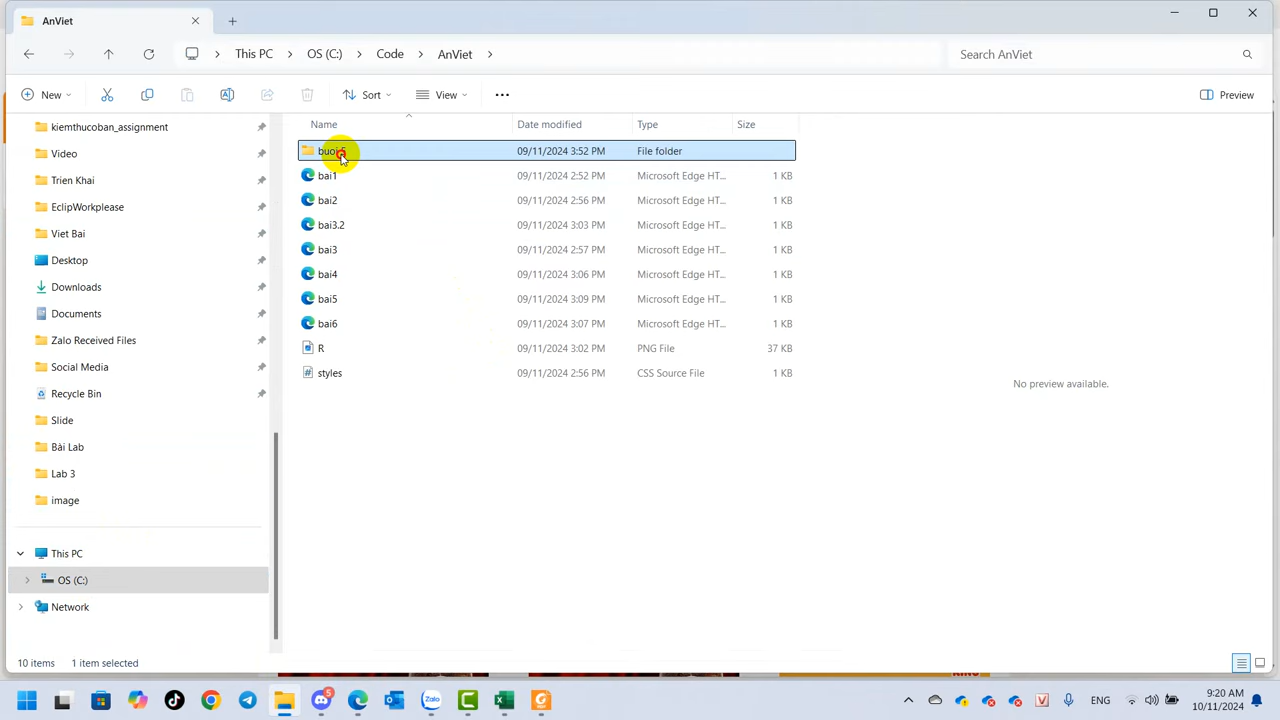 AnViet
This PC
OS (C:)
Code
AnViet
Search AnViet
New
Sort
View
Preview
Name
Date modified
Type
Size
kiemthucoban_assignment
Video
Trien Khai
EclipWorkplease
Viet Bai
Desktop
Downloads
Documents
Zalo Received Files
Social Media
Recycle Bin
Slide
Bài Lab
Lab 3
image
This PC
OS (C:)
Network
09/11/2024 3:52 PM File folder
bai1 09/11/2024 2:52 PM Microsoft Edge HT... 1 KB
bai2 09/11/2024 2:56 PM Microsoft Edge HT... 1 KB
bai3.2 09/11/2024 3:03 PM Microsoft Edge HT... 1 KB
bai3 09/11/2024 2:57 PM Microsoft Edge HT... 1 KB
bai4 09/11/2024 3:06 PM Microsoft Edge HT... 1 KB
bai5 09/11/2024 3:09 PM Microsoft Edge HT... 1 KB
bai6 09/11/2024 3:07 PM Microsoft Edge HT... 1 KB
R 09/11/2024 3:02 PM PNG File 37 KB
styles 09/11/2024 2:56 PM CSS Source File 1 KB
No preview available.
10 items 1 item selected
5
Zalo
ENG
9:20 AM
10/11/2024